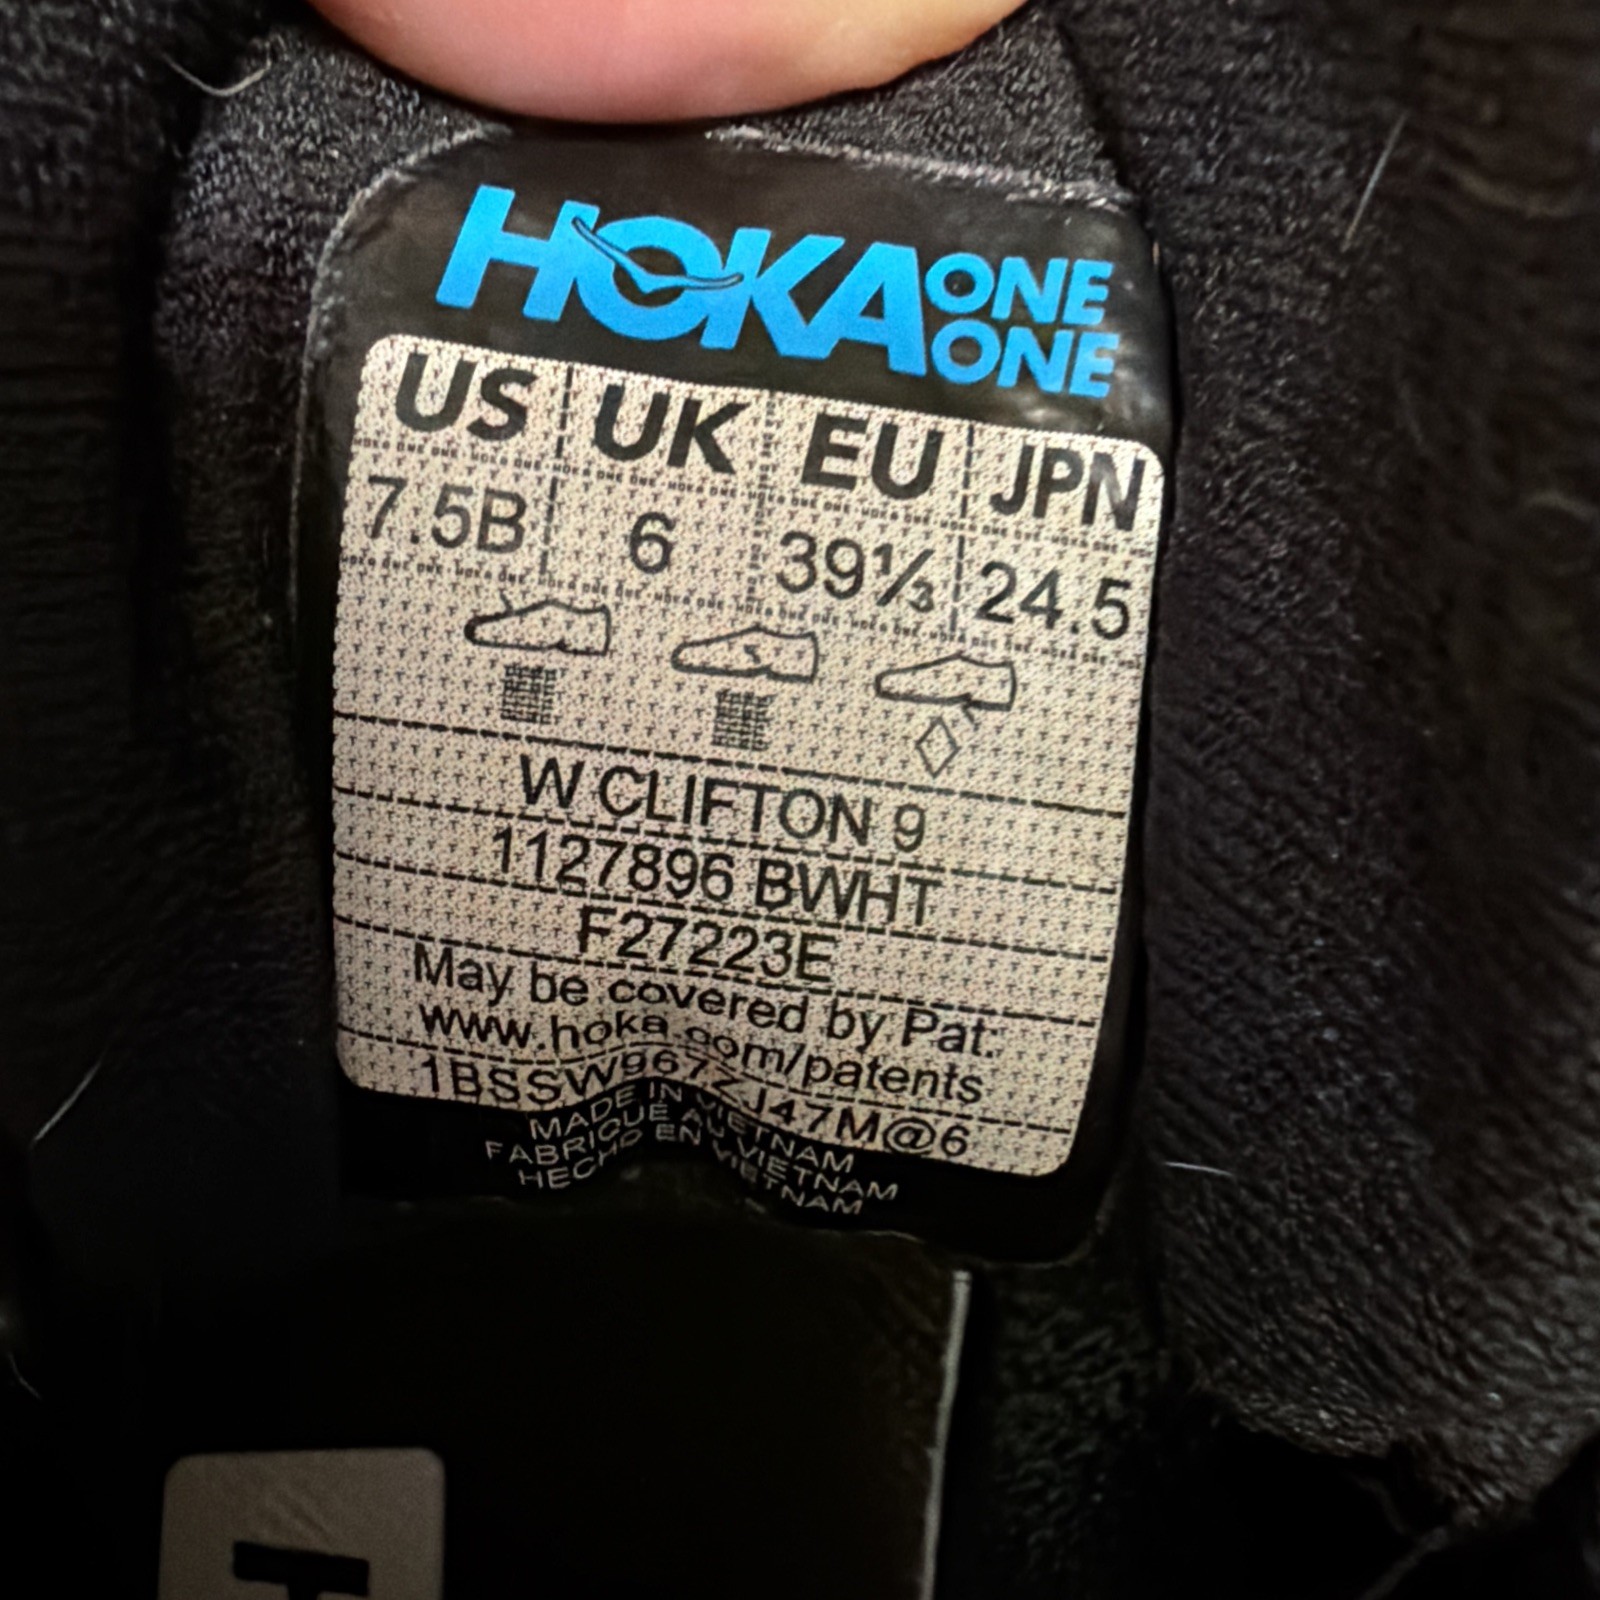 HOKA ONE ONE
US UK EU JPN
7.5B 6 39⅓ 24.5
W CLIFTON 9
1127896 BWHT
F27223E
May be covered by Pat:
www.hoka.com/patents
1BSSW967ZJ47M@6
MADE IN VIETNAM
FABRIQUÉ AU VIETNAM
HECHO EN VIETNAM